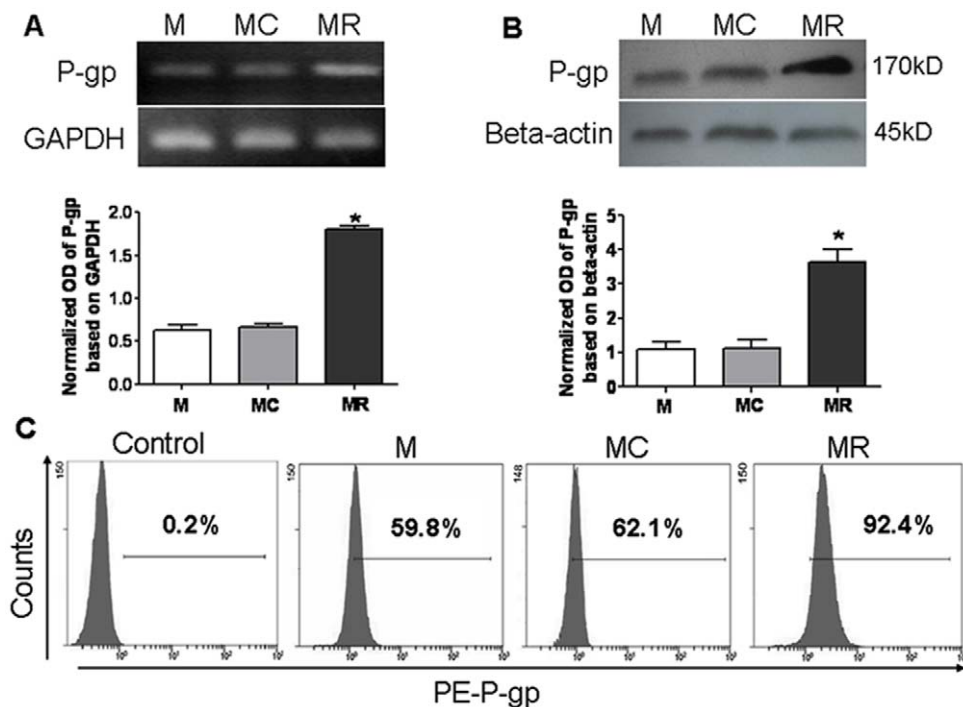 A
M MC MR
P-gp
GAPDH
Normalized OD of P-gp
based on GAPDH
2.0
1.5
1.0
0.5
0.0
*
M MC MR
B
M MC MR
P-gp 170kD
Beta-actin 45kD
Normalized OD of P-gp
based on beta-actin
5
4
3
2
1
0
*
M MC MR
C
Control M MC MR
Counts
150 150 148 150
0.2% 59.8% 62.1% 92.4%
PE-P-gp